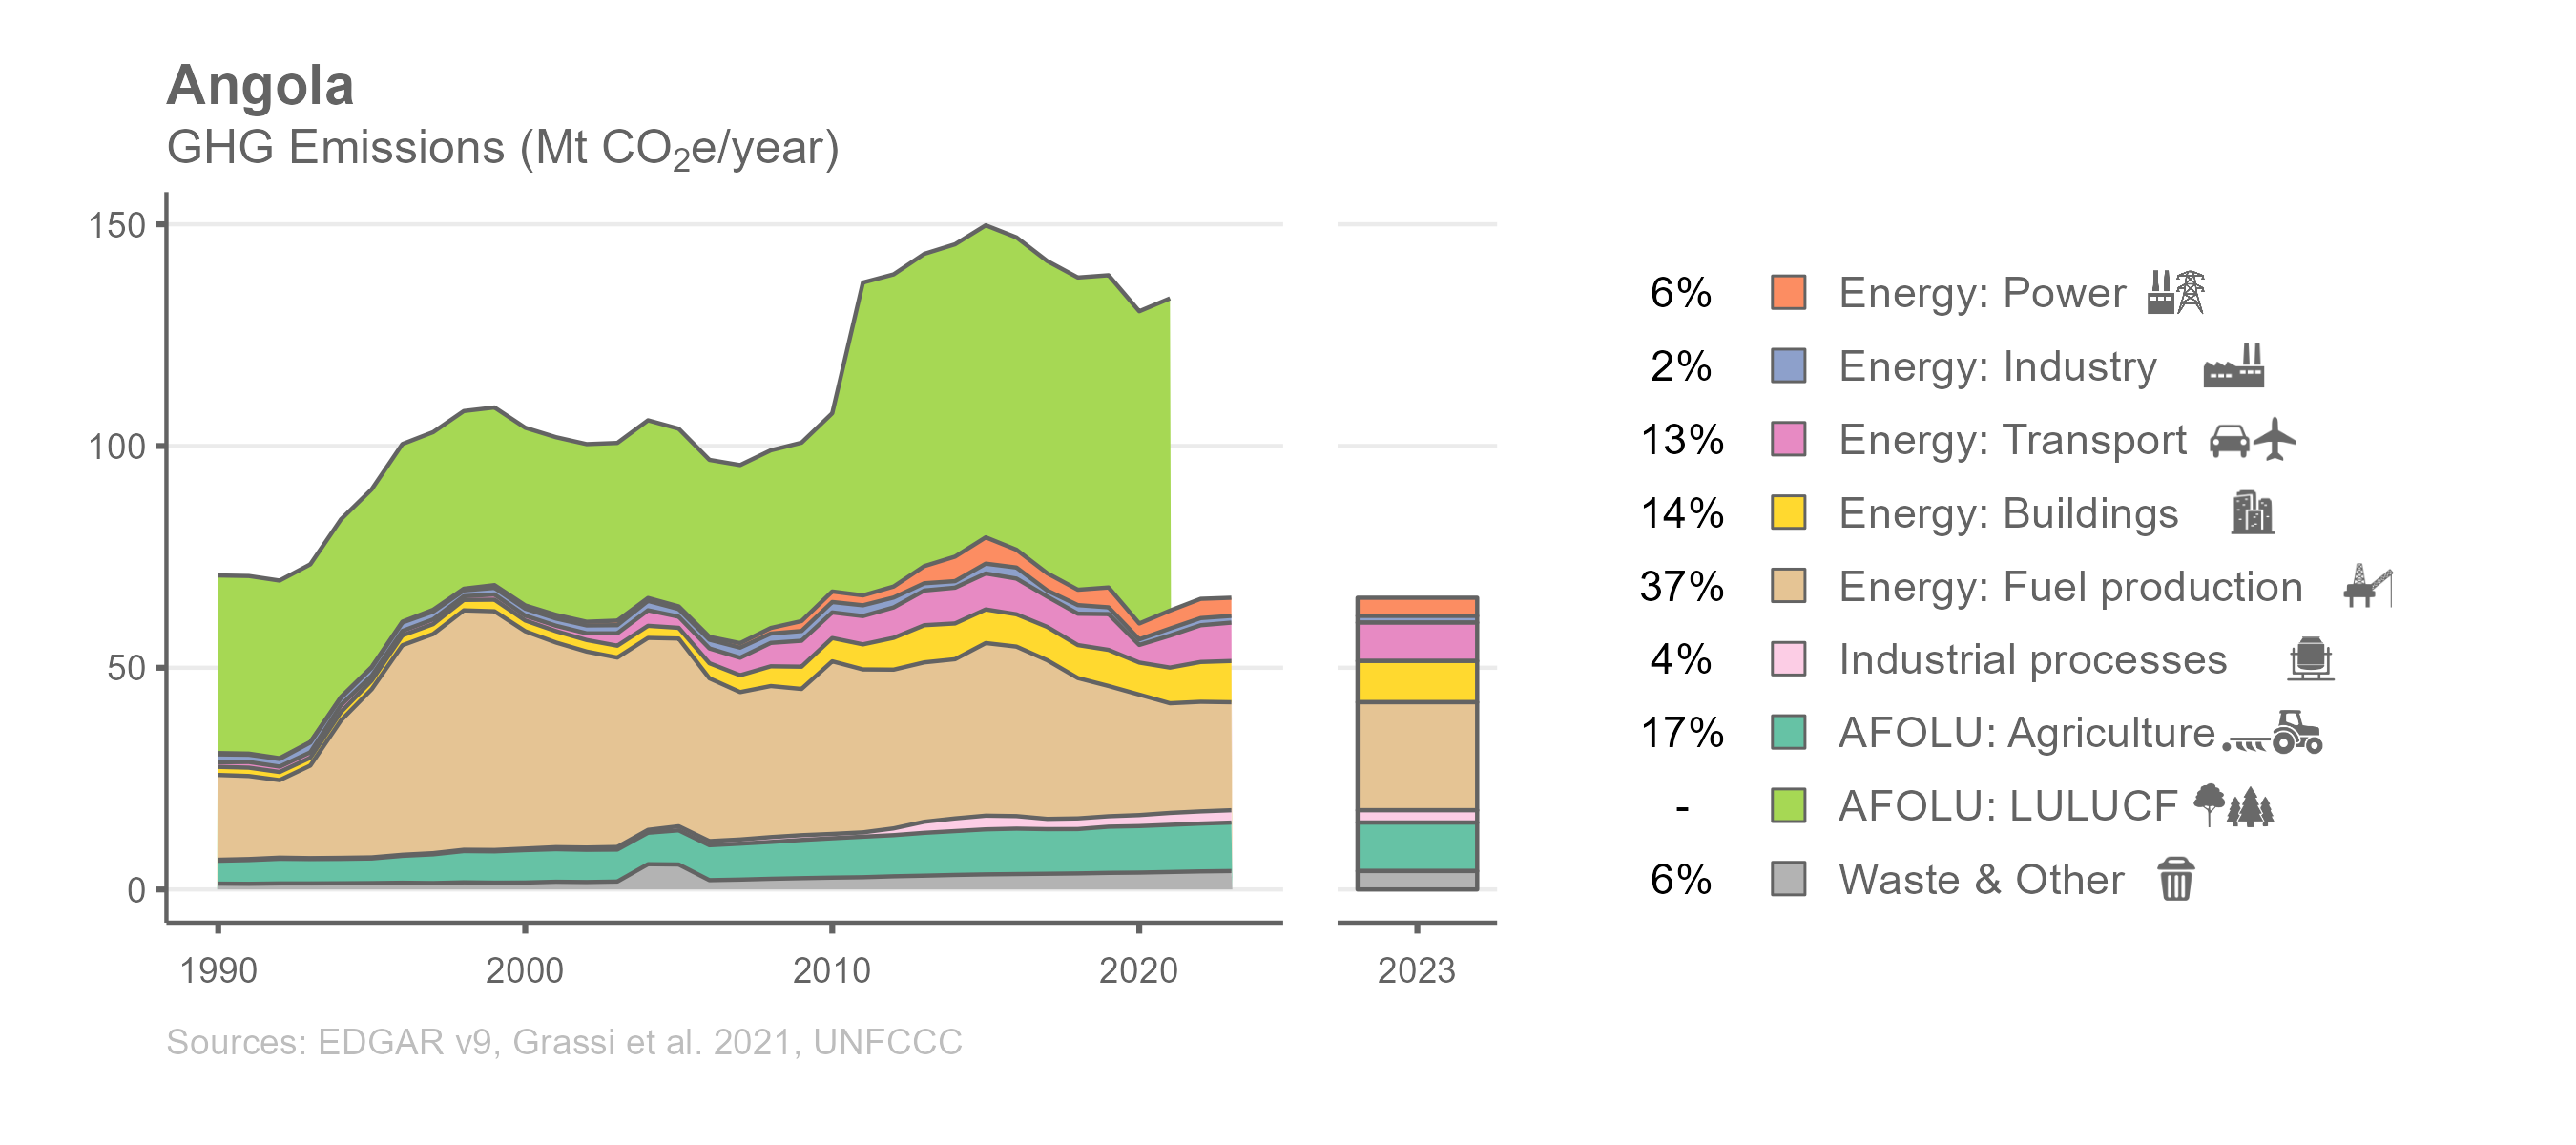 Angola
GHG Emissions (Mt CO₂e/year)
150
100
50
0
1990 2000 2010 2020 2023
6% Energy: Power
2% Energy: Industry
13% Energy: Transport
14% Energy: Buildings
37% Energy: Fuel production
4% Industrial processes
17% AFOLU: Agriculture
- AFOLU: LULUCF
6% Waste & Other
Sources: EDGAR v9, Grassi et al. 2021, UNFCCC